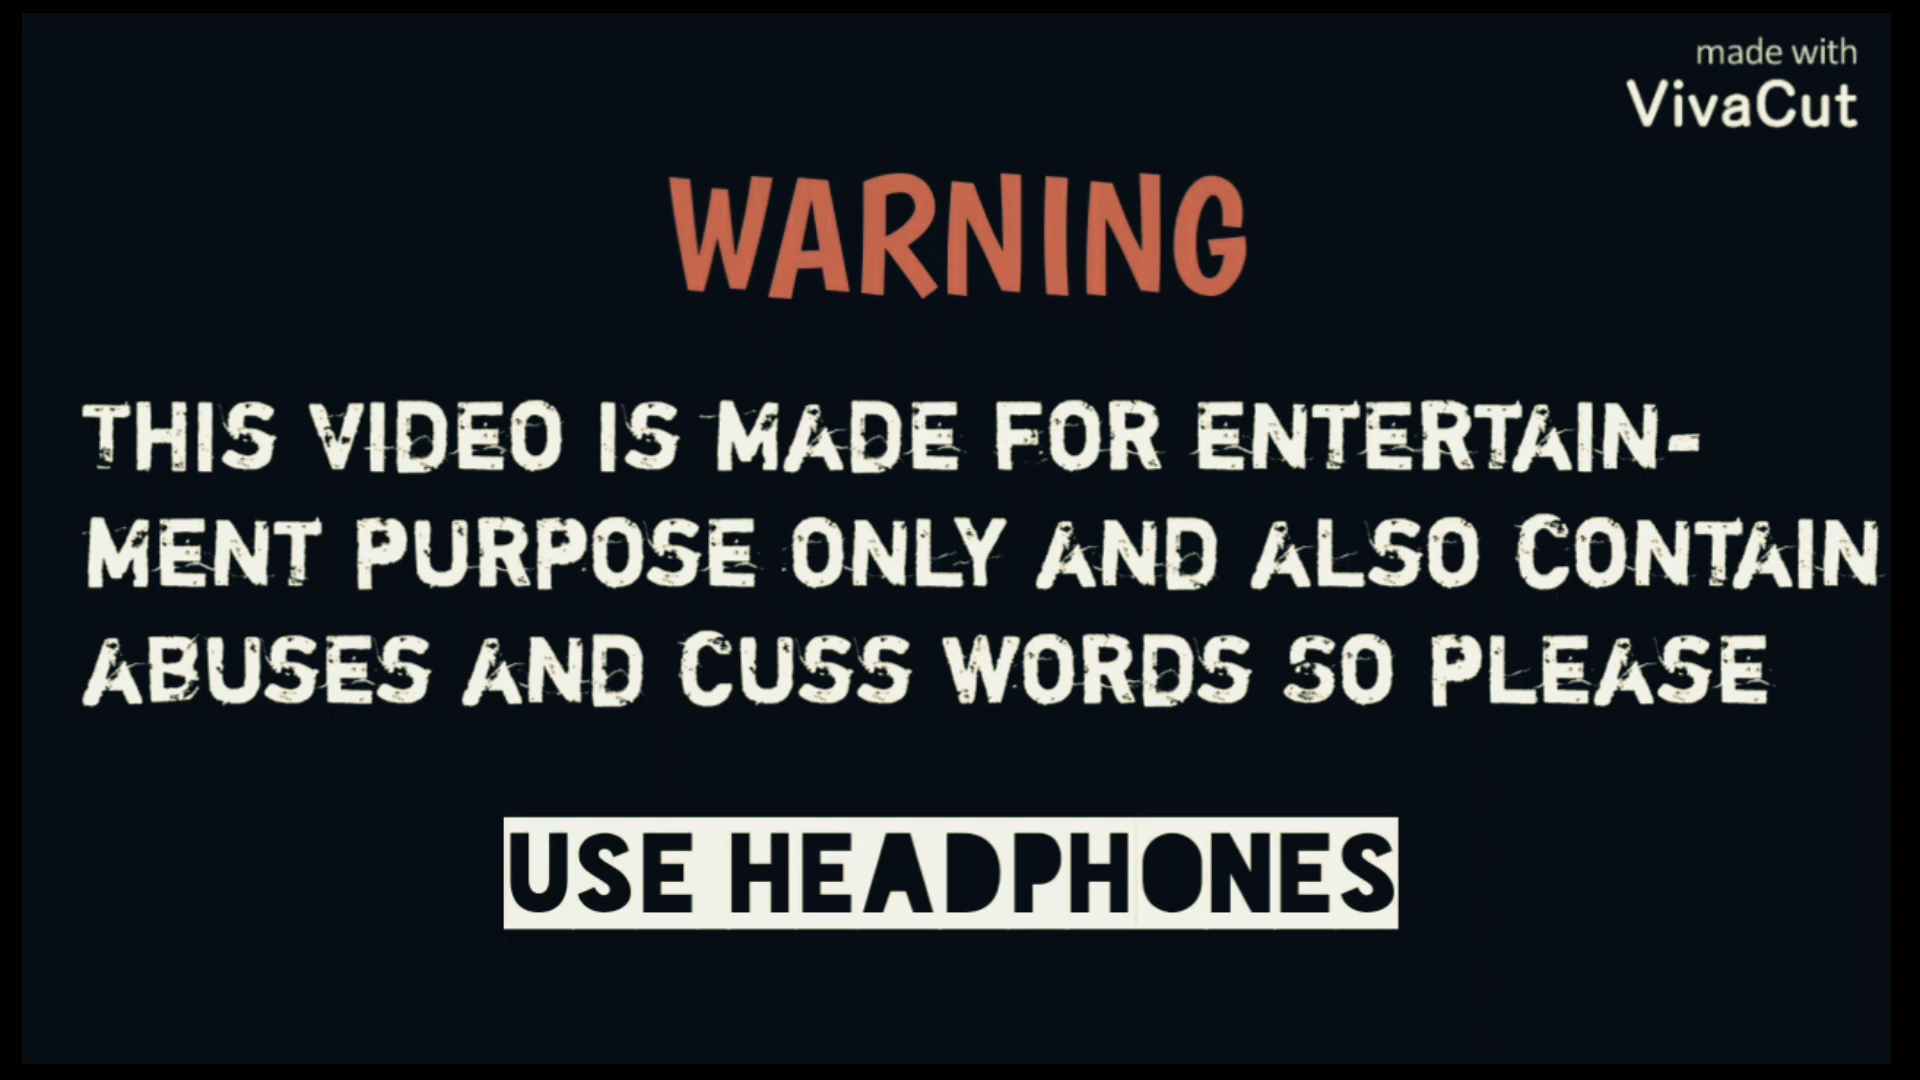 made with
VivaCut
WARNING
THIS VIDEO IS MADE FOR ENTERTAIN-
MENT PURPOSE ONLY AND ALSO CONTAIN
ABUSES AND CUSS WORDS SO PLEASE
USE HEADPHONES